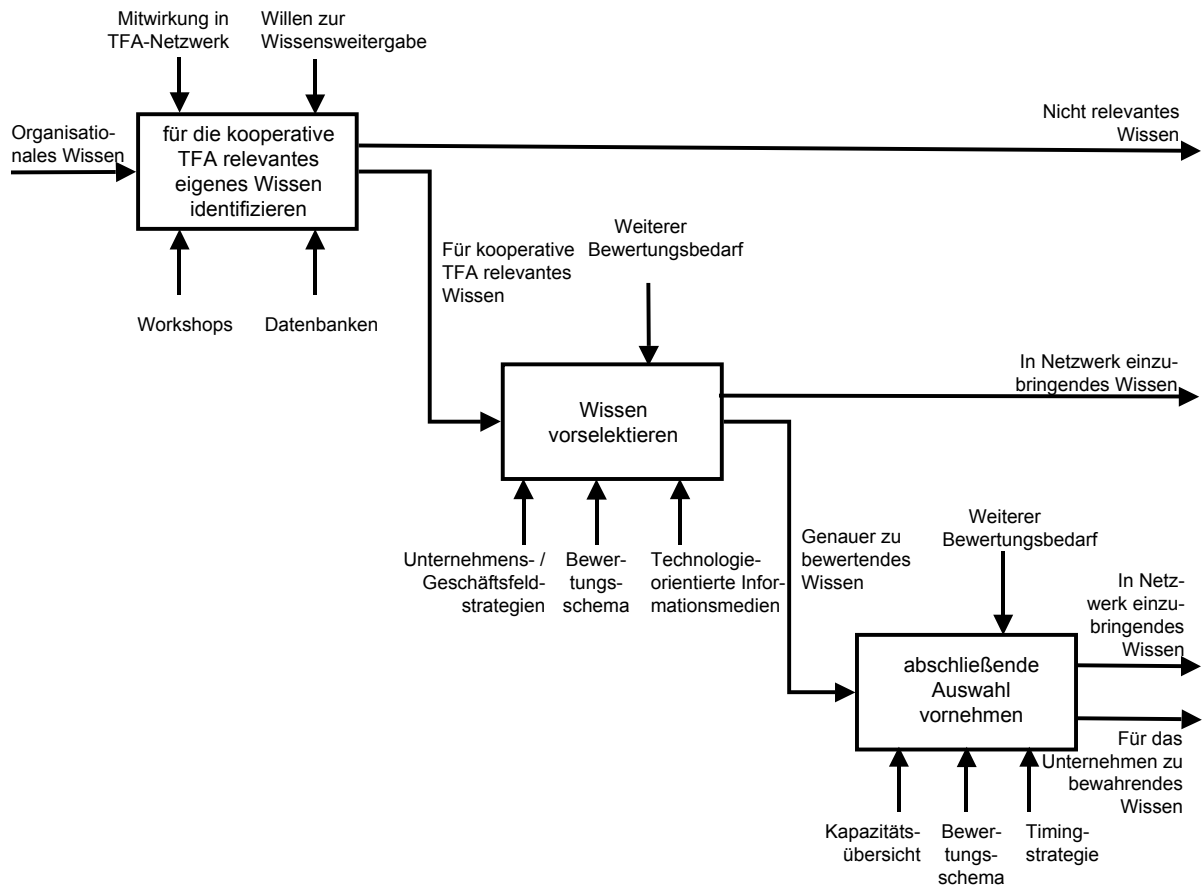 Mitwirkung in
TFA-Netzwerk
Willen zur
Wissensweitergabe
Organisatio-
nales Wissen
für die kooperative
TFA relevantes
eigenes Wissen
identifizieren
Nicht relevantes
Wissen
Workshops
Datenbanken
Für kooperative
TFA relevantes
Wissen
Weiterer
Bewertungsbedarf
Wissen
vorselektieren
In Netzwerk einzu-
bringendes Wissen
Unternehmens- /
Geschäftsfeld-
strategien
Bewer-
tungs-
schema
Technologie-
orientierte Infor-
mationsmedien
Genauer zu
bewertendes
Wissen
Weiterer
Bewertungsbedarf
abschließende
Auswahl
vornehmen
In Netz-
werk einzu-
bringendes
Wissen
Für das
Unternehmen zu
bewahrendes
Wissen
Kapazitäts-
übersicht
Bewer-
tungs-
schema
Timing-
strategie